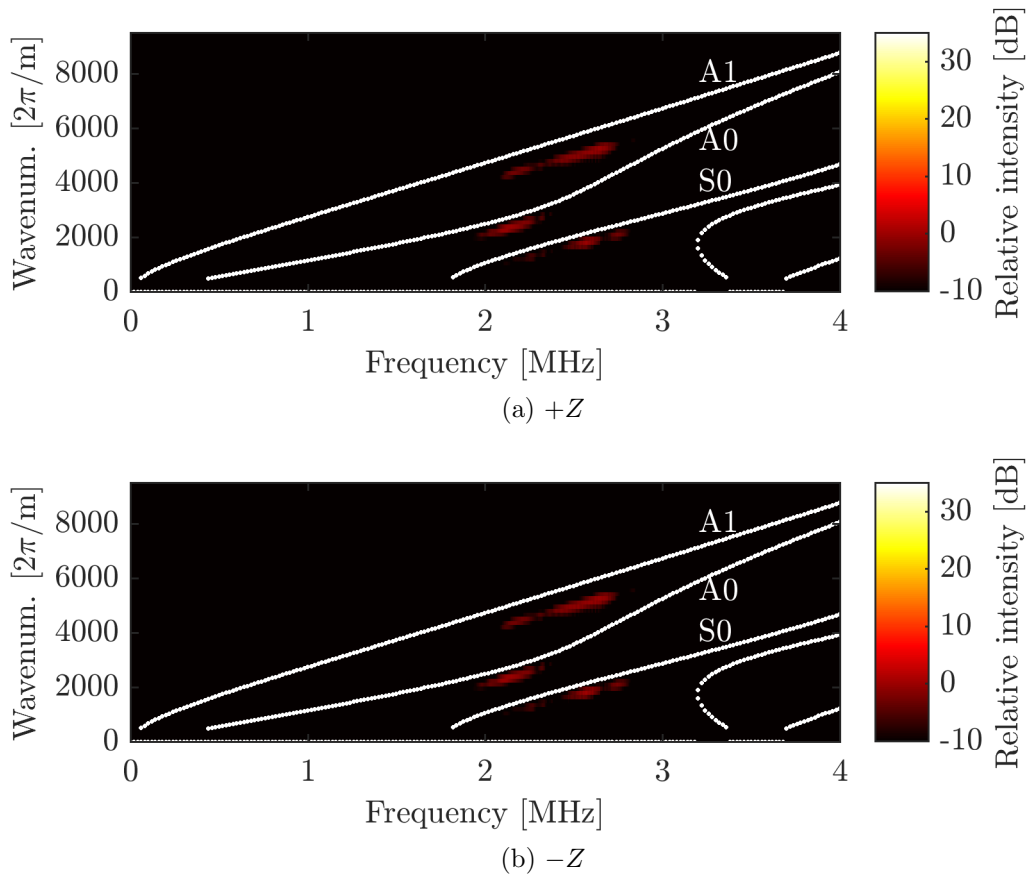 Wavenum. [2π/m]
8000
6000
4000
2000
0
A1
A0
S0
0 1 2 3 4
Frequency [MHz]
30
20
10
0
-10
Relative intensity [dB]
(a) +Z
Wavenum. [2π/m]
8000
6000
4000
2000
0
A1
A0
S0
0 1 2 3 4
Frequency [MHz]
30
20
10
0
-10
Relative intensity [dB]
(b) −Z